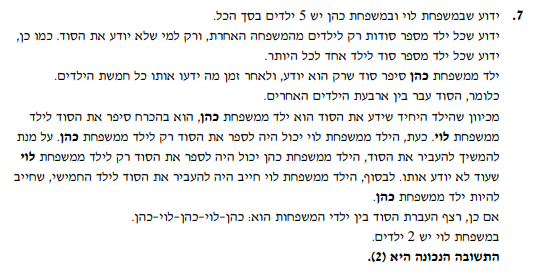 7. ידוע שבמשפחת לוי ובמשפחת כהן יש 5 ילדים בסך הכל.
ידוע שכל ילד מספר סודות רק לילדים מהמשפחה האחרת, ורק למי שלא יודע את הסוד. כמו כן,
ידוע שכל ילד מספר סוד לילד אחד לכל היותר.
ילד ממשפחת כהן סיפר סוד שרק הוא יודע, ולאחר זמן מה ידעו אותו כל חמשת הילדים.
כלומר, הסוד עבר בין ארבעת הילדים האחרים.
מכיוון שהילד היחיד שידע את הסוד הוא ילד ממשפחת כהן, הוא בהכרח סיפר את הסוד לילד
ממשפחת לוי. כעת, הילד ממשפחת לוי יכול היה לספר את הסוד רק לילד ממשפחת כהן. על מנת
להמשיך להעביר את הסוד, הילד ממשפחת כהן יכול היה לספר את הסוד רק לילד ממשפחת לוי
שעוד לא יודע אותו. לבסוף, הילד ממשפחת לוי חייב היה להעביר את הסוד לילד החמישי, שחייב
להיות ילד ממשפחת כהן.
אם כן, רצף העברת הסוד בין ילדי המשפחות הוא: כהן-לוי-כהן-לוי-כהן.
במשפחת לוי יש 2 ילדים.
התשובה הנכונה היא (2).